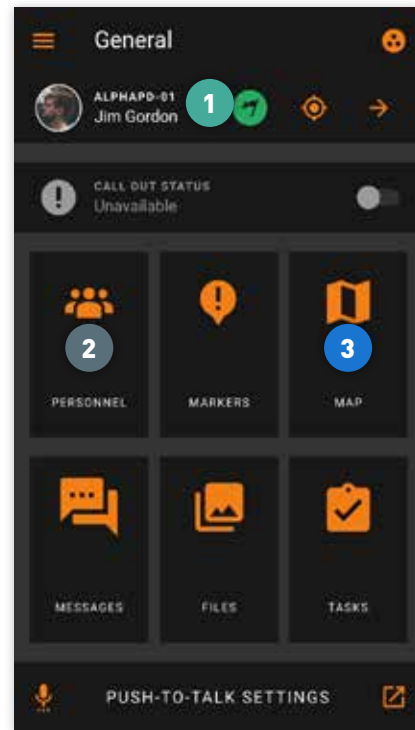 General
ALPHAPD-01
Jim Gordon
1
CALL OUT STATUS
Unavailable
2
3
PERSONNEL
MARKERS
MAP
MESSAGES
FILES
TASKS
PUSH-TO-TALK SETTINGS